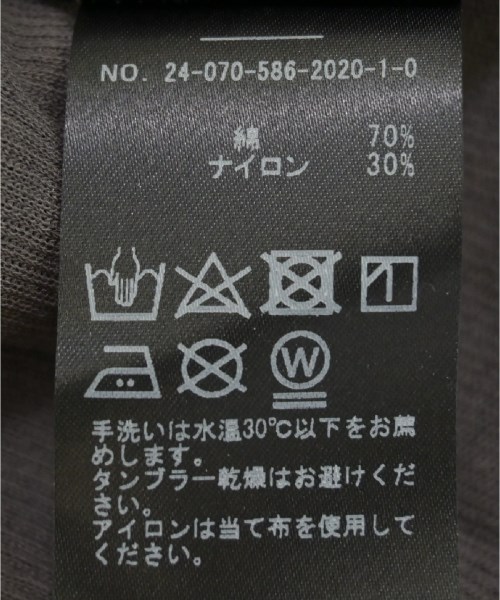 NO. 24-070-586-2020-1-0
綿 70%
ナイロン 30%
W
手洗いは水温30℃以下をお薦
めします。
タンブラー乾燥はお避けくだ
さい。
アイロンは当て布を使用して
ください。